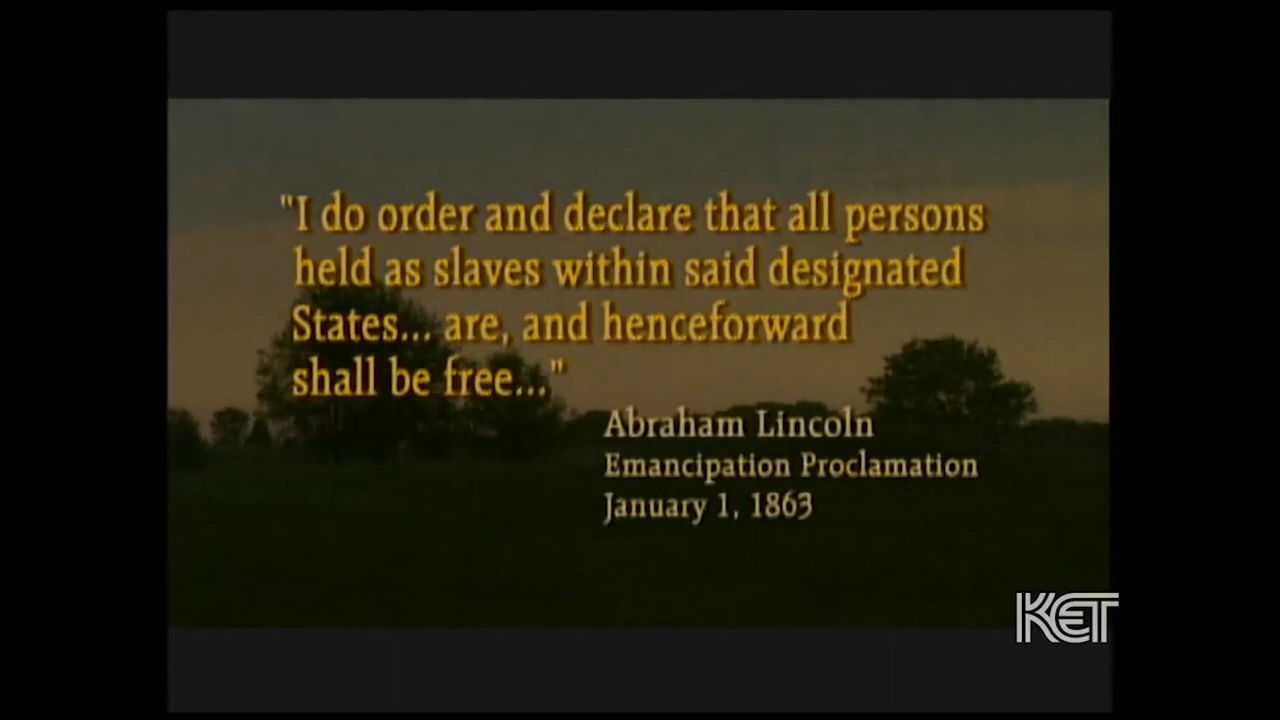 "I do order and declare that all persons
held as slaves within said designated
States... are, and henceforward
shall be free..."
Abraham Lincoln
Emancipation Proclamation
January 1, 1863
KET